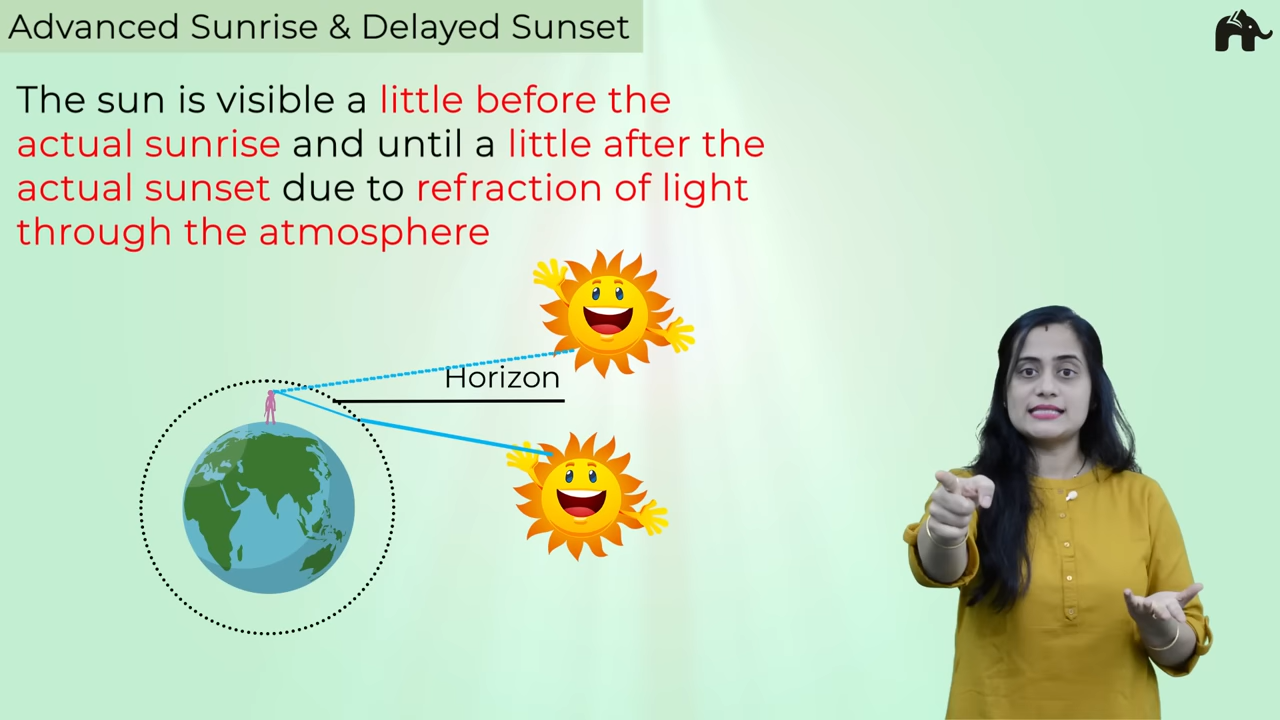 Advanced Sunrise & Delayed Sunset
The sun is visible a little before the
actual sunrise and until a little after the
actual sunset due to refraction of light
through the atmosphere
Horizon